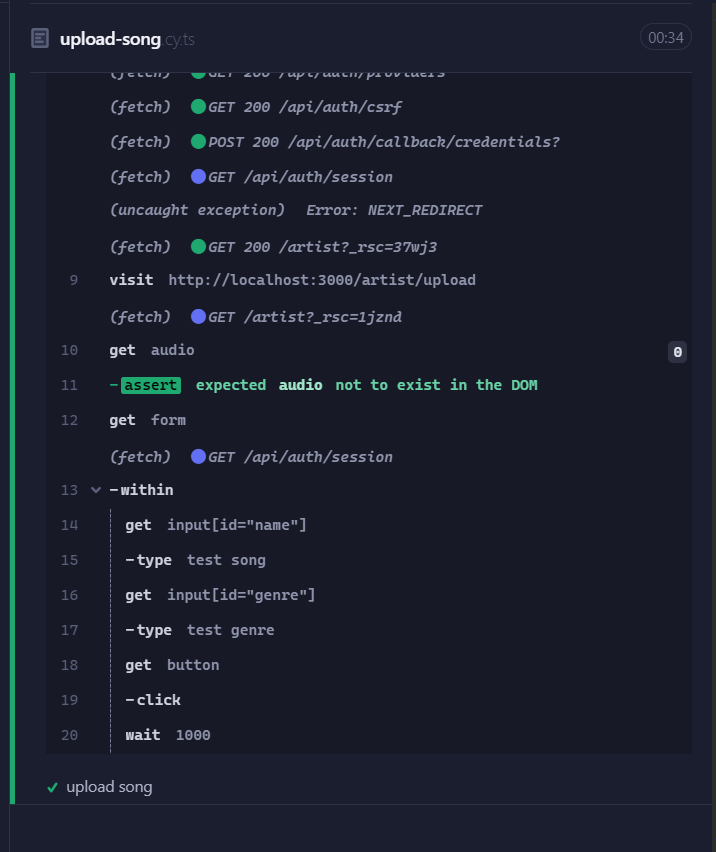 upload-song.cy.ts 00:34
(fetch) GET 200 /api/auth/providers
(fetch) GET 200 /api/auth/csrf
(fetch) POST 200 /api/auth/callback/credentials?
(fetch) GET /api/auth/session
(uncaught exception) Error: NEXT_REDIRECT
(fetch) GET 200 /artist?_rsc=37wj3
9 visit http://localhost:3000/artist/upload
(fetch) GET /artist?_rsc=1jznd
10 get audio 0
11 -assert expected audio not to exist in the DOM
12 get form
(fetch) GET /api/auth/session
13 -within
14 get input[id="name"]
15 -type test song
16 get input[id="genre"]
17 -type test genre
18 get button
19 -click
20 wait 1000
upload song